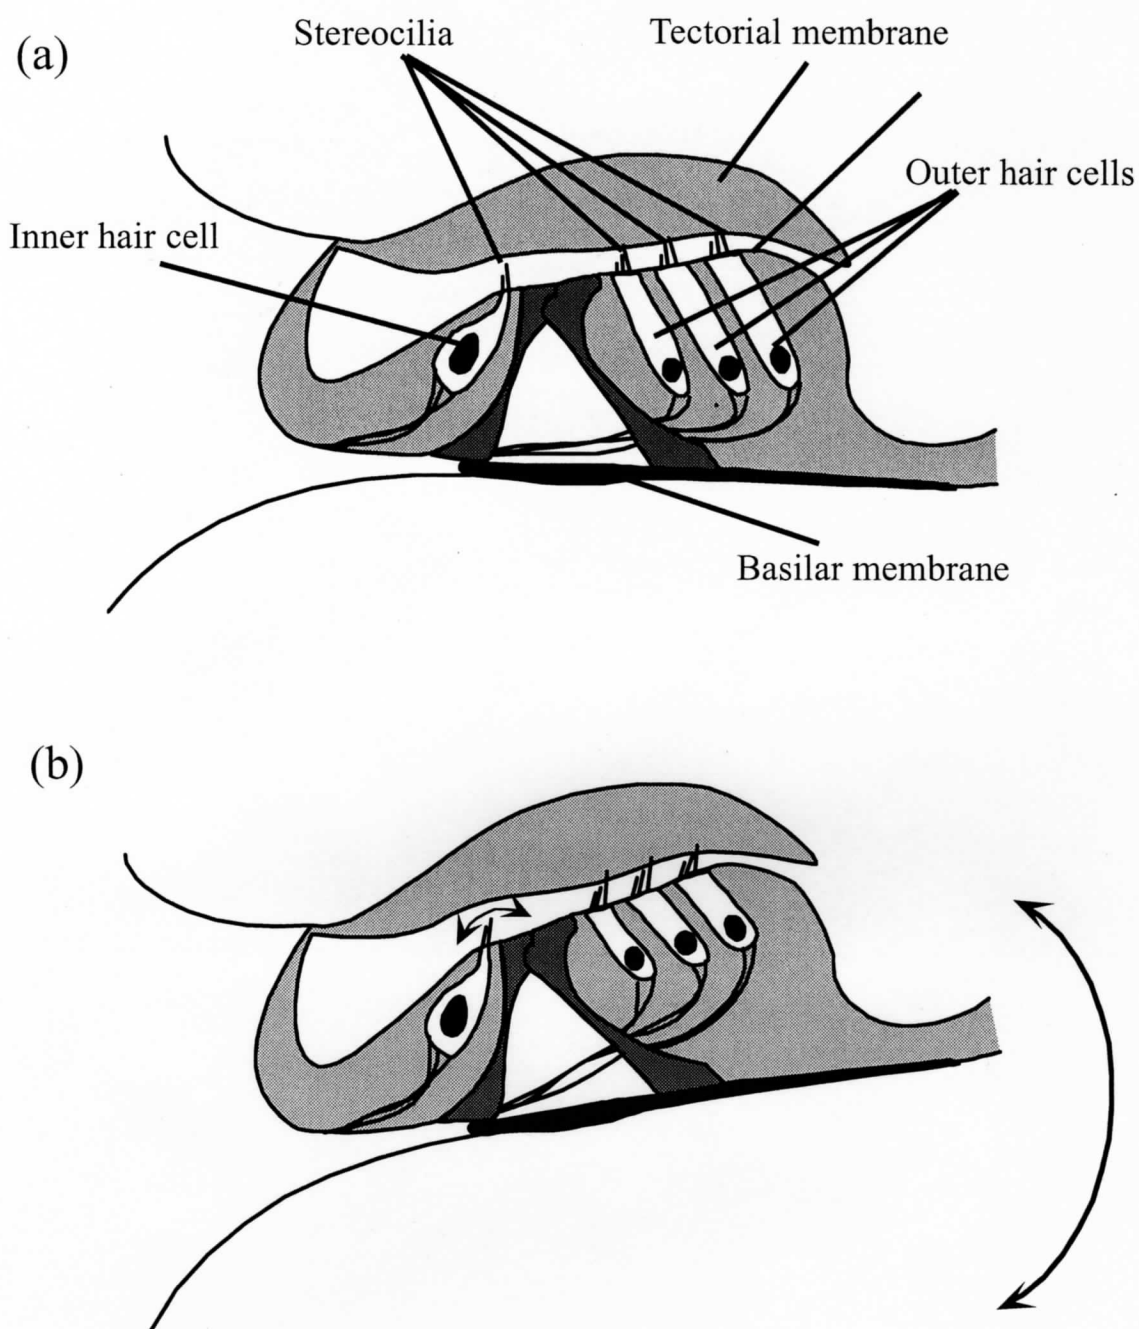 (a)
Stereocilia
Tectorial membrane
Outer hair cells
Inner hair cell
Basilar membrane
(b)